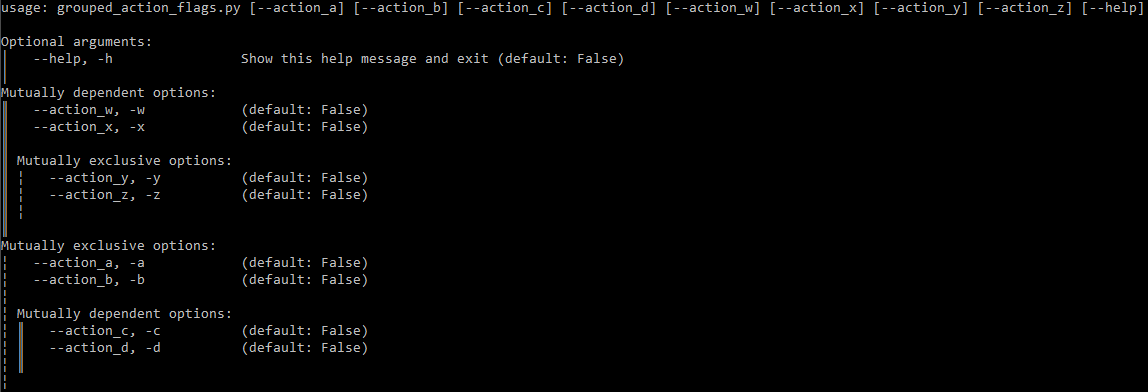 usage: grouped_action_flags.py [--action_a] [--action_b] [--action_c] [--action_d] [--action_w] [--action_x] [--action_y] [--action_z] [--help]
Optional arguments:
--help, -h Show this help message and exit (default: False)
Mutually dependent options:
--action_w, -w (default: False)
--action_x, -x (default: False)
Mutually exclusive options:
--action_y, -y (default: False)
--action_z, -z (default: False)
Mutually exclusive options:
--action_a, -a (default: False)
--action_b, -b (default: False)
Mutually dependent options:
--action_c, -c (default: False)
--action_d, -d (default: False)